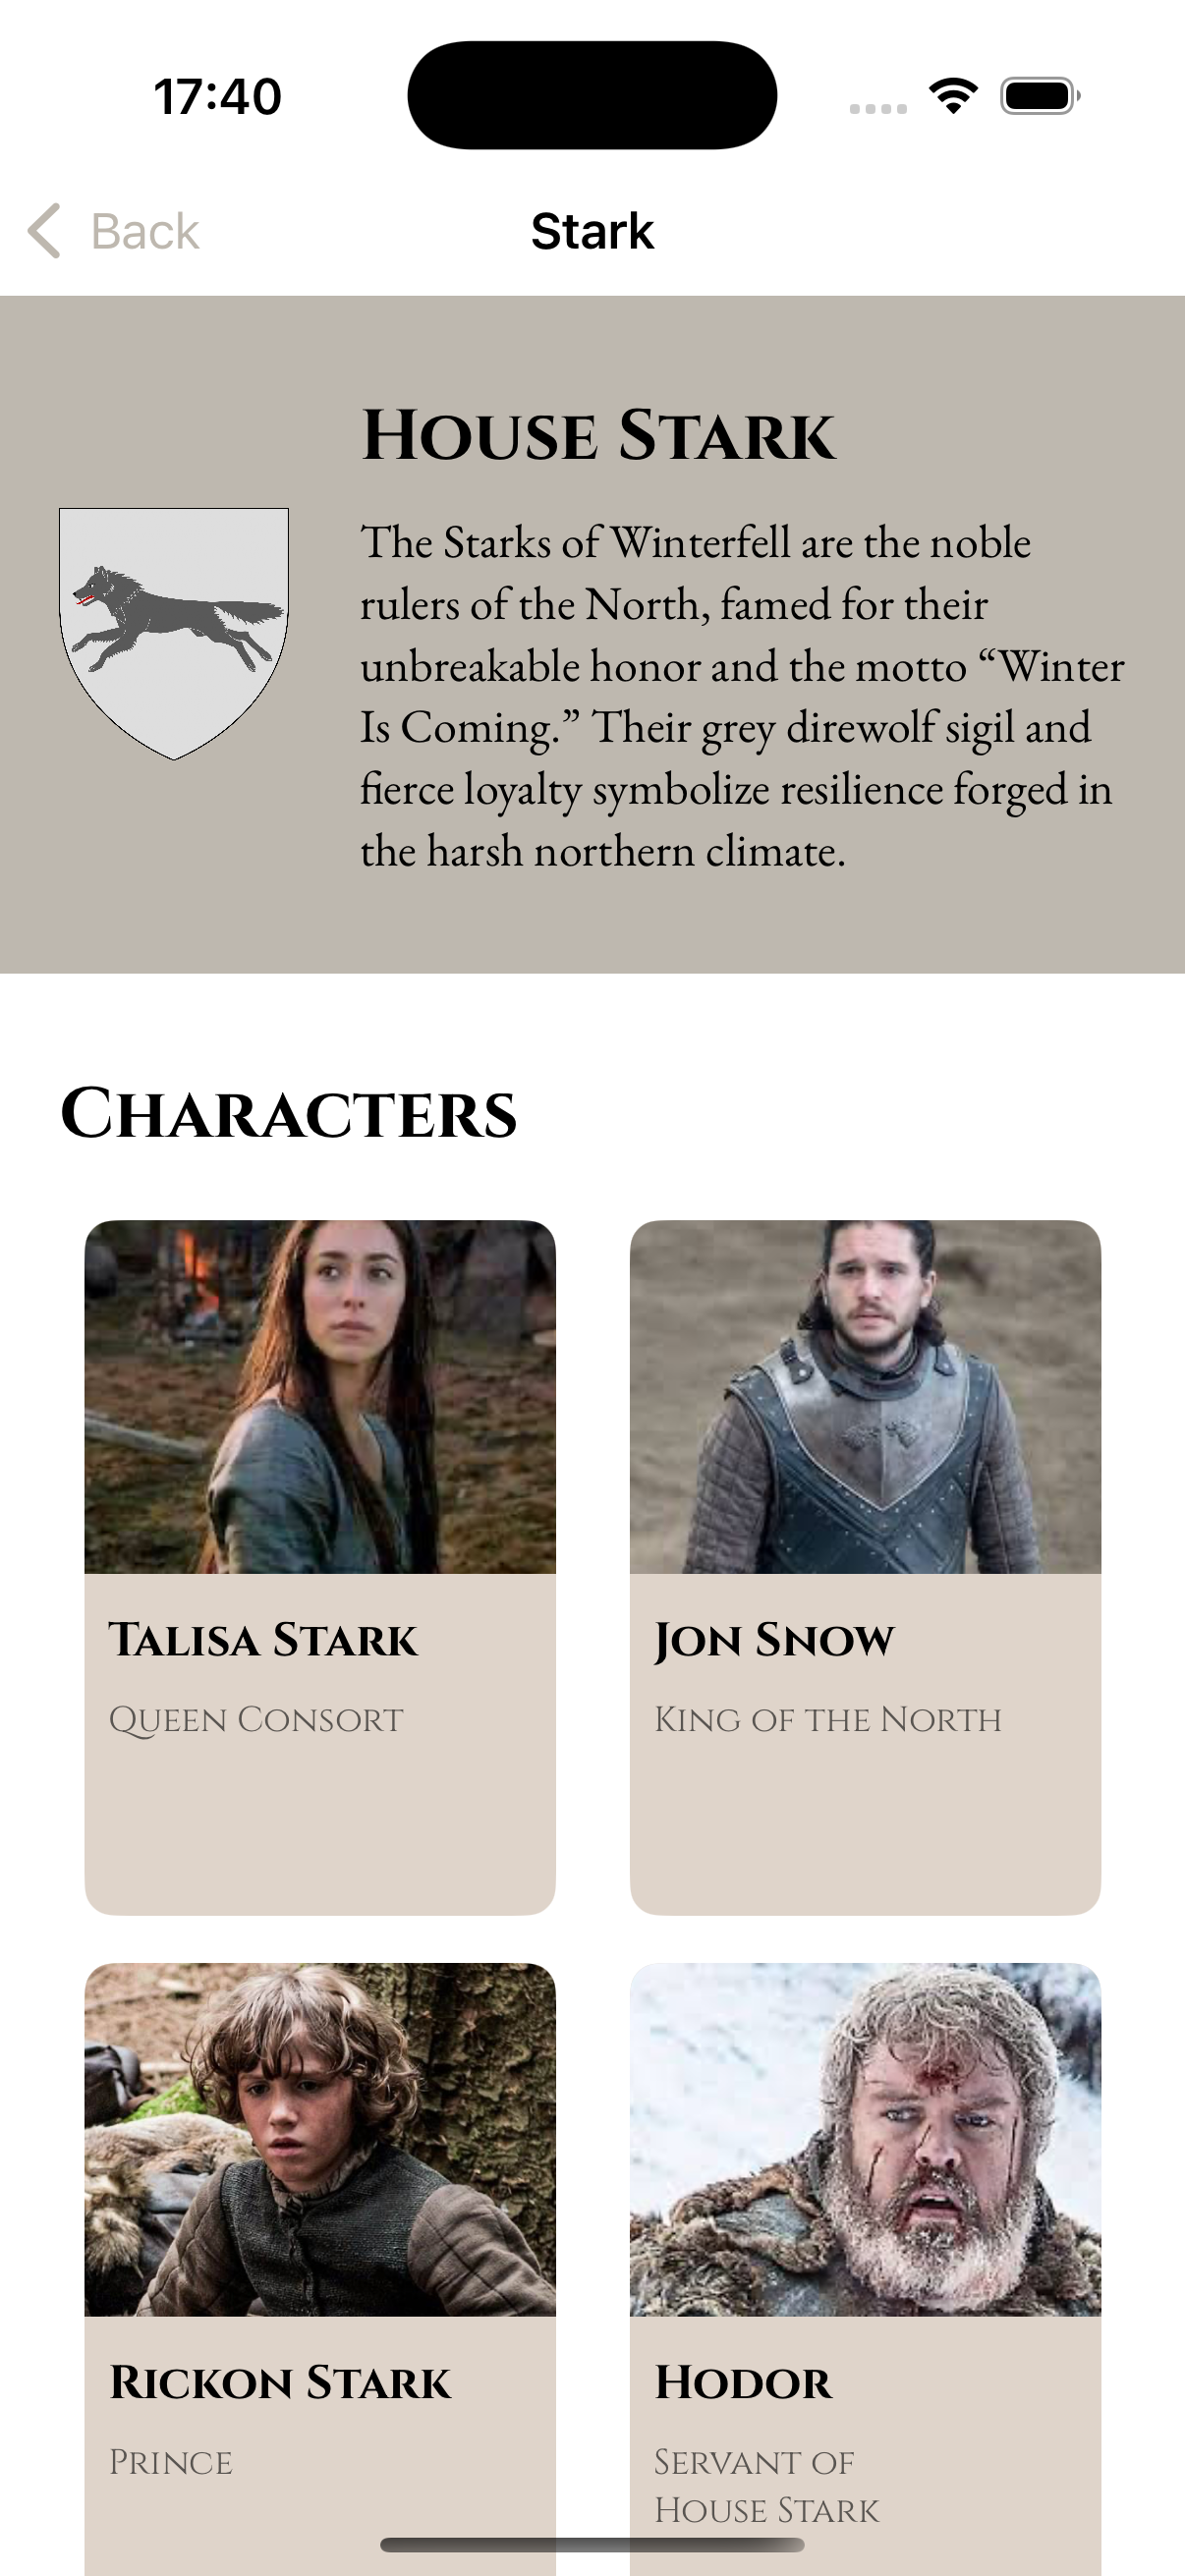 17:40
Back
Stark
House Stark
The Starks of Winterfell are the noble
rulers of the North, famed for their
unbreakable honor and the motto “Winter
Is Coming.” Their grey direwolf sigil and
fierce loyalty symbolize resilience forged in
the harsh northern climate.
Characters
Talisa Stark
Queen Consort
Jon Snow
King of the North
Rickon Stark
Prince
Hodor
Servant of
House Stark